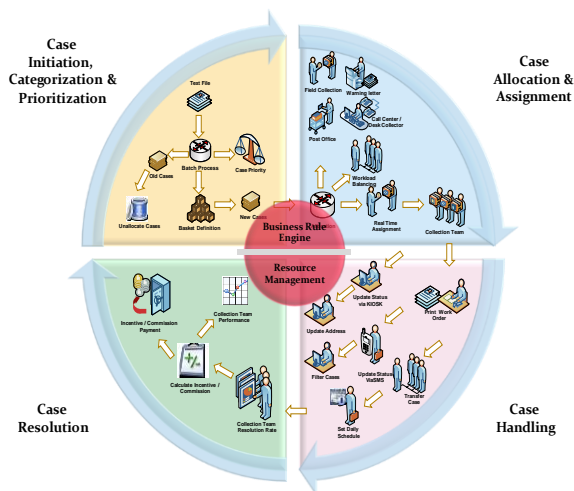 Case
Initiation,
Categorization &
Prioritization
Case
Allocation &
Assignment
Text File
Batch Process
Case Priority
Old Cases
Unallocate Cases
Basket Definition
New Cases
Field Collection
Warning letter
Post Office
Call Center /
Desk Collector
Workload
Balancing
Real Time
Assignment
Collection Team
Business Rule
Engine
Resource
Management
Update Status
via KIOSK
Print Work
Order
Update Address
Filter Cases
Update Status
ViaSMS
Transfer
Case
Set Daily
Schedule
Collection Team
Performance
Incentive / Commission
Payment
Calculate Incentive /
Commission
Collection Team
Resolution Rate
Case
Resolution
Case
Handling